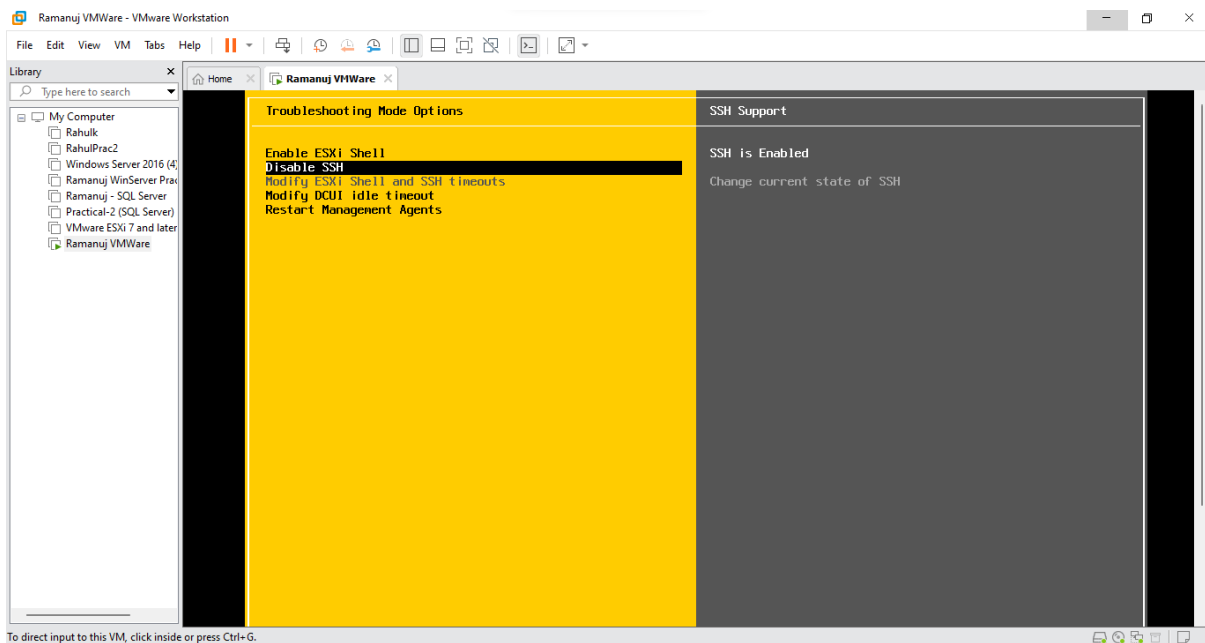 Ramanuj VMWare - VMware Workstation
File Edit View VM Tabs Help
Library
Type here to search
Home
Ramanuj VMWare
My Computer
Rahulk
RahulPrac2
Windows Server 2016 (4)
Ramanuj WinServer Prac
Ramanuj - SQL Server
Practical-2 (SQL Server)
VMware ESXi 7 and later
Ramanuj VMWare
Troubleshooting Mode Options
Enable ESXi Shell
Disable SSH
Modify ESXi Shell and SSH timeouts
Modify DCUI idle timeout
Restart Management Agents
SSH Support
SSH is Enabled
Change current state of SSH
To direct input to this VM, click inside or press Ctrl+G.